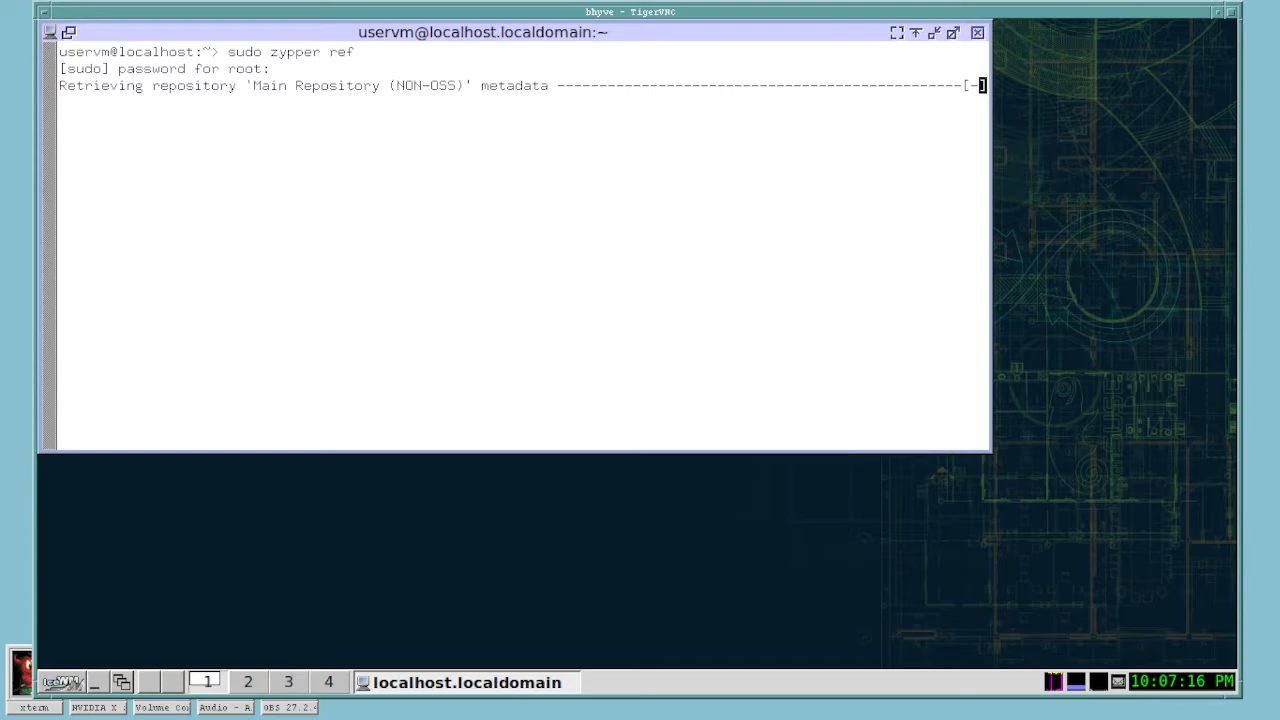 bhyve - TigerVNC
uservm@localhost.localdomain:~
uservm@localhost:~> sudo zypper ref
[sudo] password for root:
Retrieving repository 'Main Repository (NON-OSS)' metadata ------------------------------------------------[-]
IceWM
1
2
3
4
localhost.localdomain
10:07:16 PM
xterm
NVIDIA X
Volume Co
Audio - A
OBS 27.2.